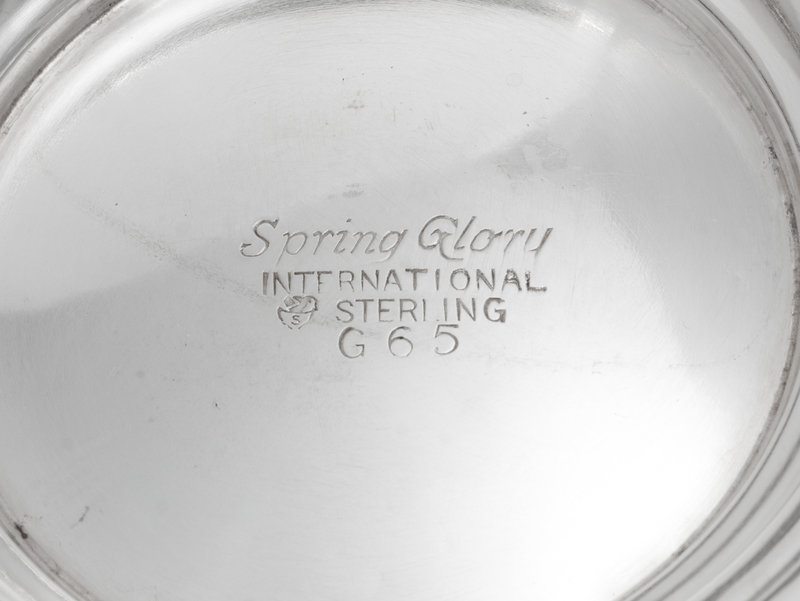 Spring Glory
INTERNATIONAL
S STERLING
G65